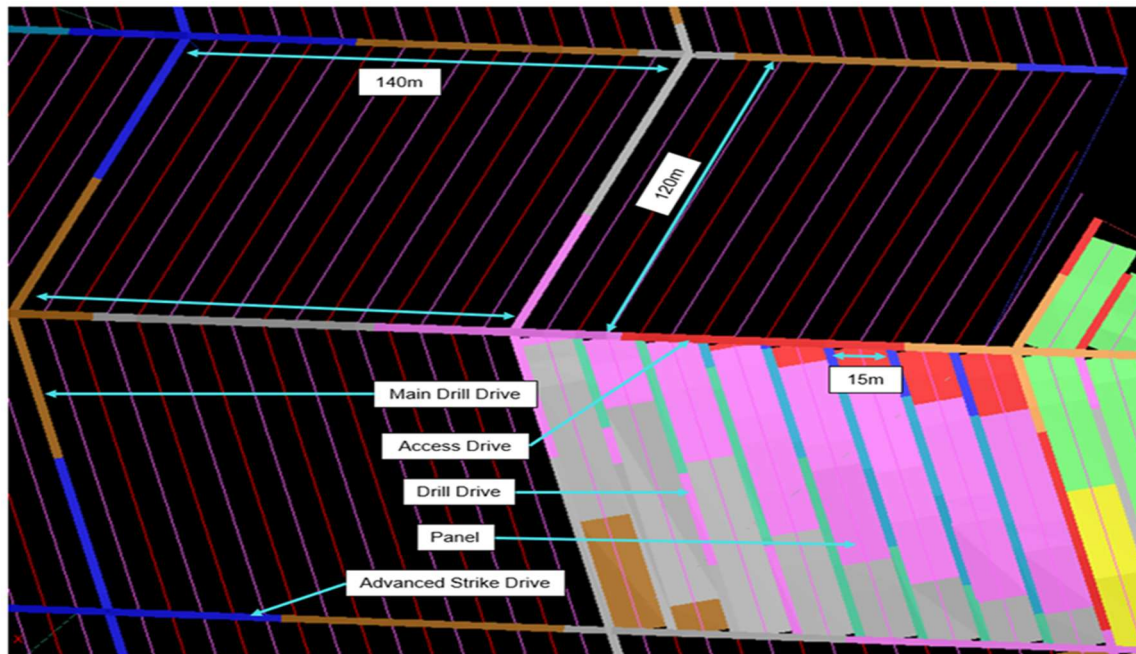 140m
120m
15m
Main Drill Drive
Access Drive
Drill Drive
Panel
Advanced Strike Drive